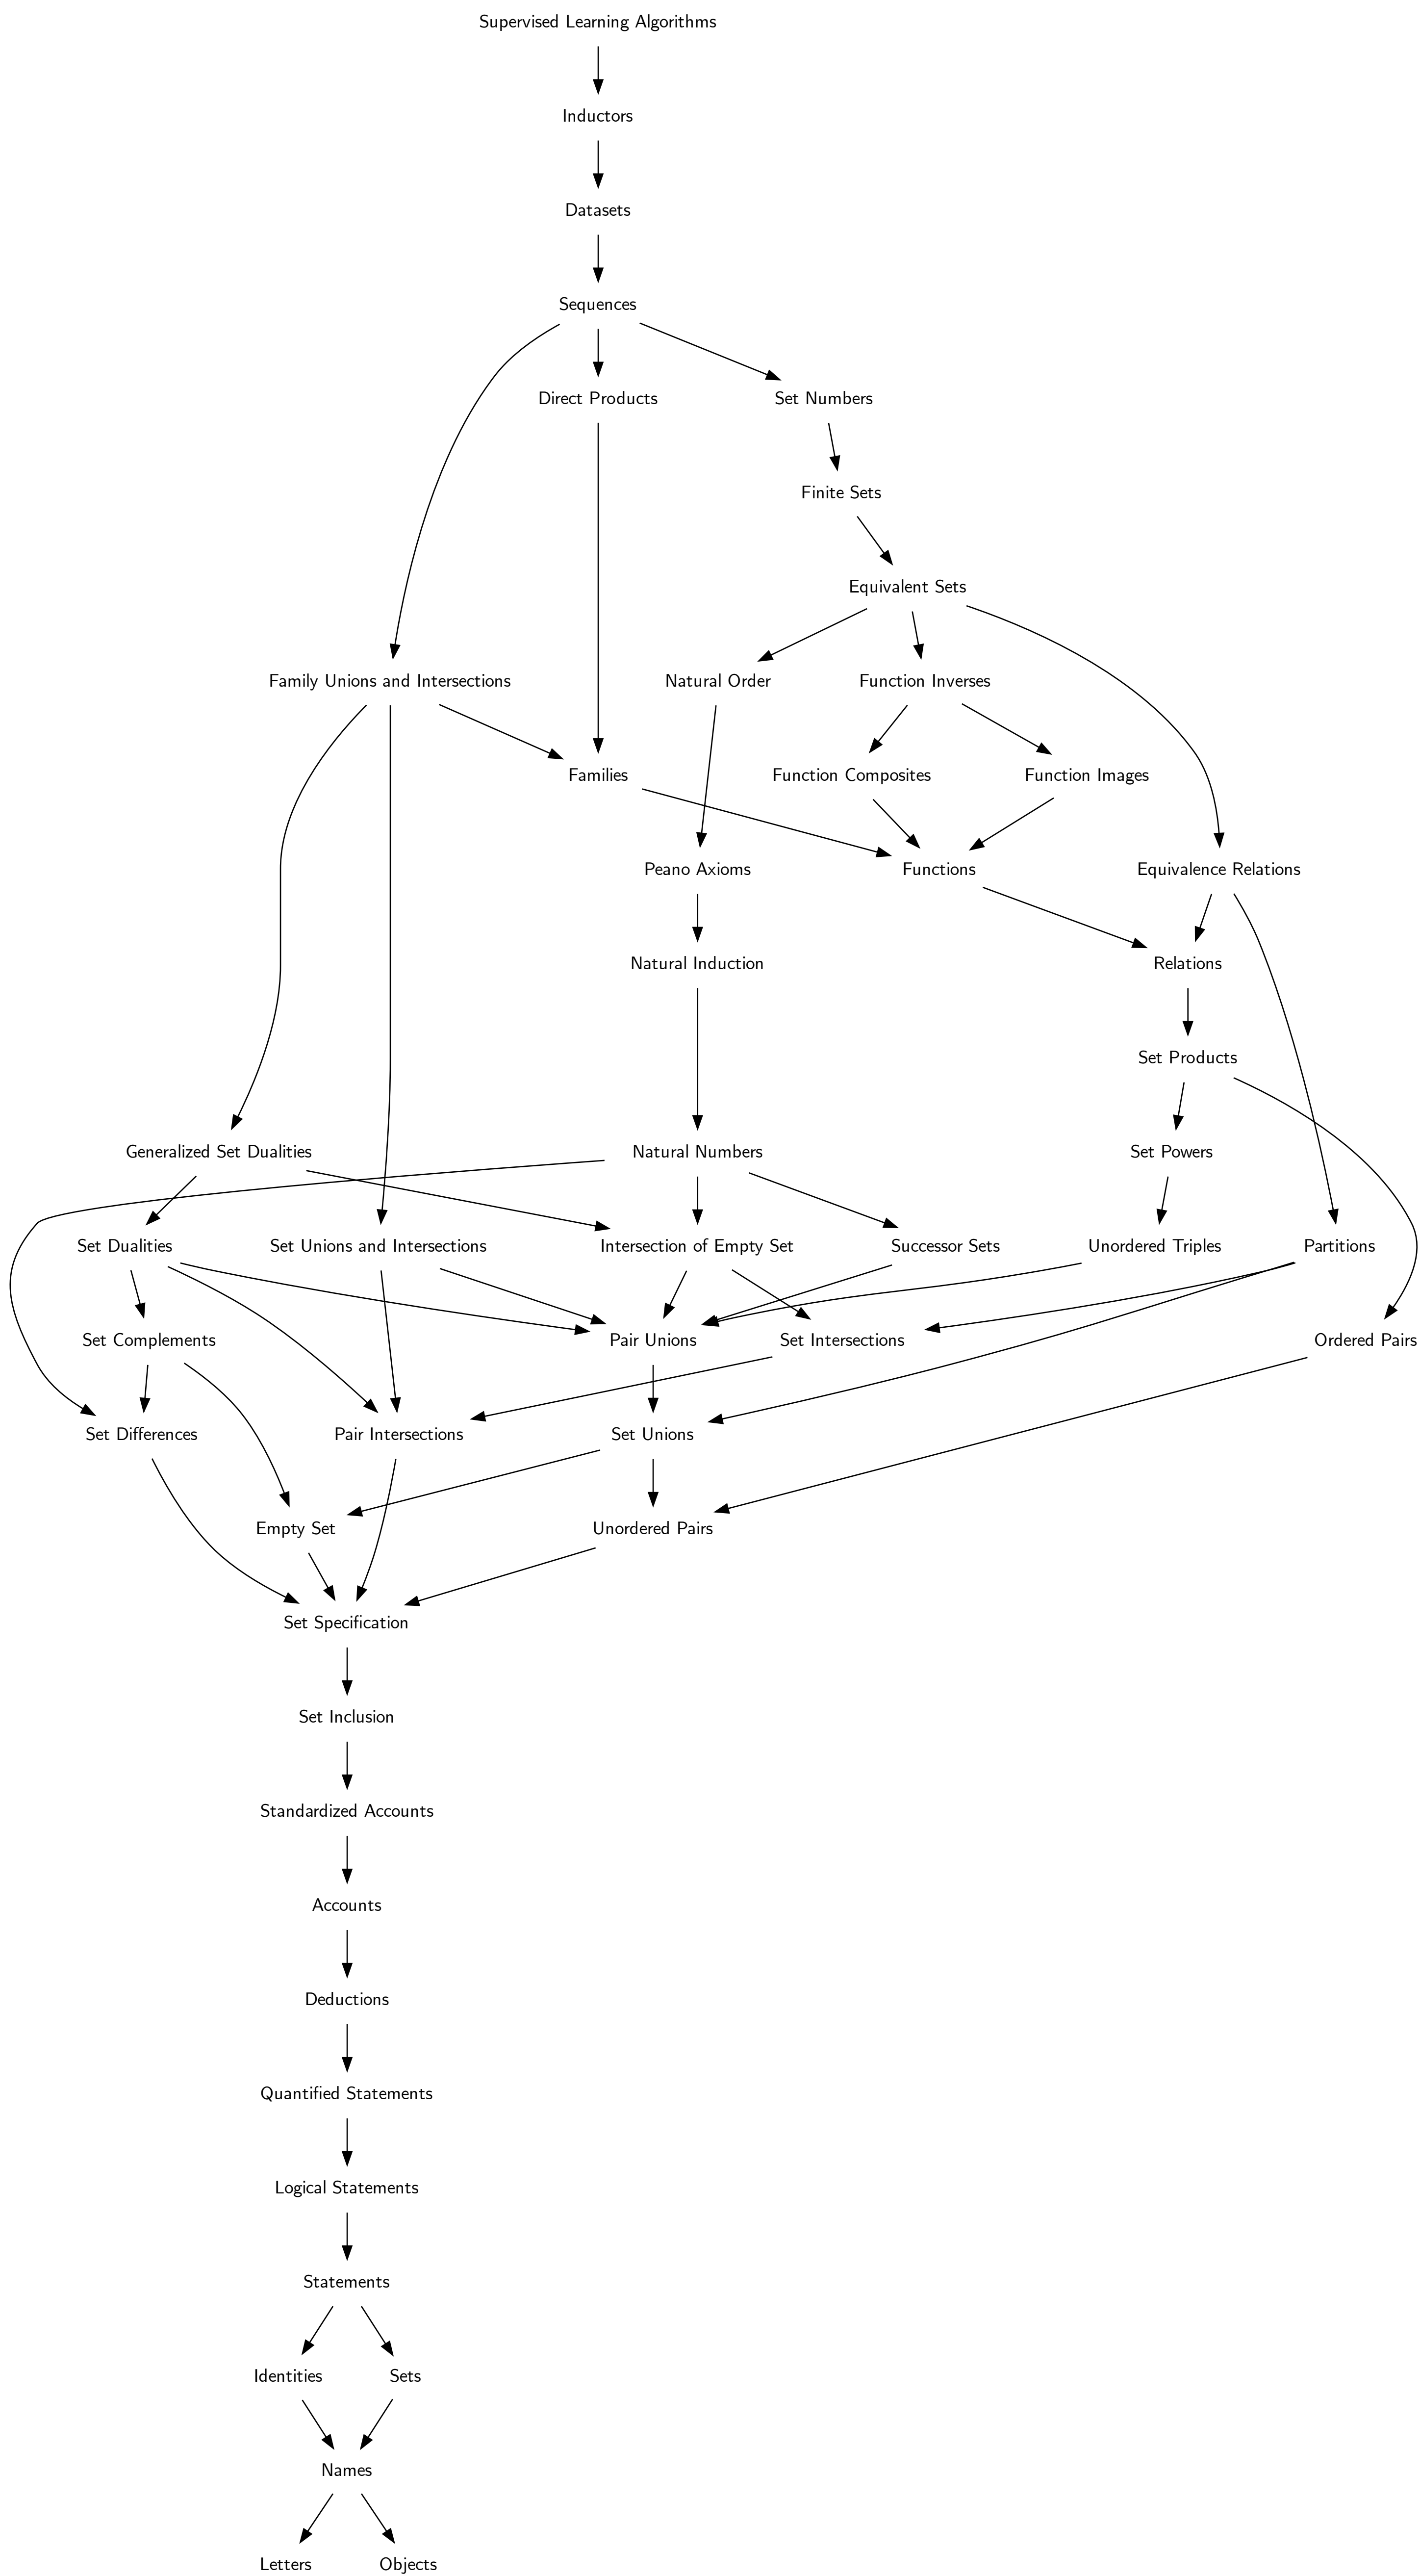 Supervised Learning Algorithms
Inductors
Datasets
Sequences
Direct Products
Set Numbers
Finite Sets
Equivalent Sets
Family Unions and Intersections
Natural Order
Function Inverses
Families
Function Composites
Function Images
Peano Axioms
Functions
Equivalence Relations
Natural Induction
Relations
Set Products
Generalized Set Dualities
Natural Numbers
Set Powers
Set Dualities
Set Unions and Intersections
Intersection of Empty Set
Successor Sets
Unordered Triples
Partitions
Set Complements
Pair Unions
Set Intersections
Ordered Pairs
Set Differences
Pair Intersections
Set Unions
Empty Set
Unordered Pairs
Set Specification
Set Inclusion
Standardized Accounts
Accounts
Deductions
Quantified Statements
Logical Statements
Statements
Identities
Sets
Names
Letters
Objects